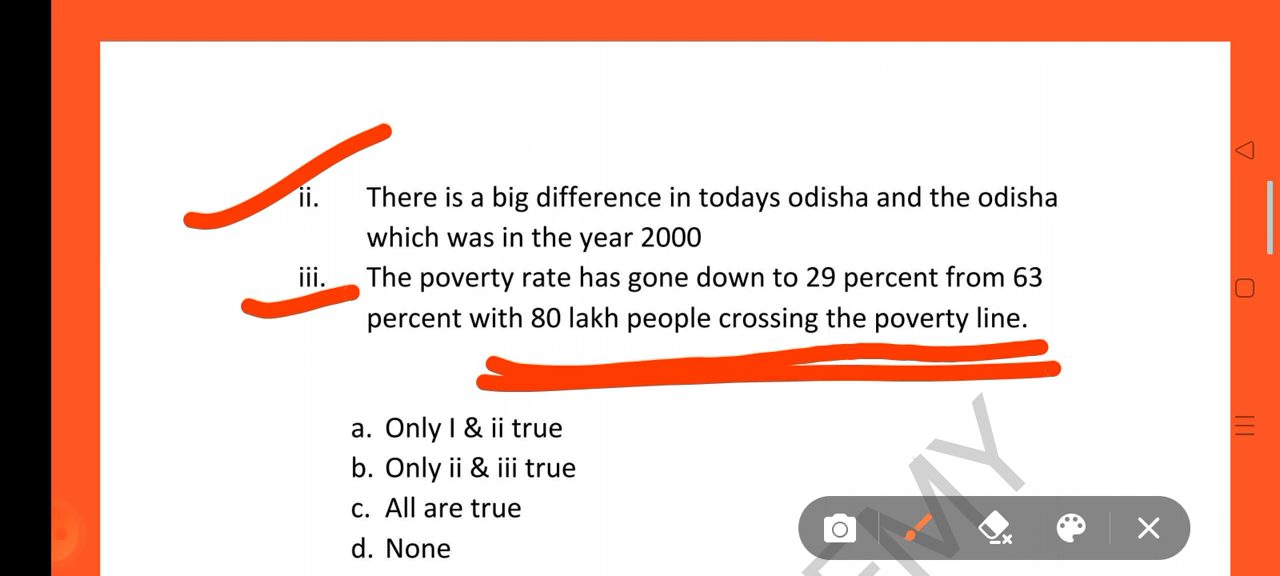 ii. There is a big difference in todays odisha and the odisha
which was in the year 2000
iii. The poverty rate has gone down to 29 percent from 63
percent with 80 lakh people crossing the poverty line.
a. Only I & ii true
b. Only ii & iii true
c. All are true
d. None